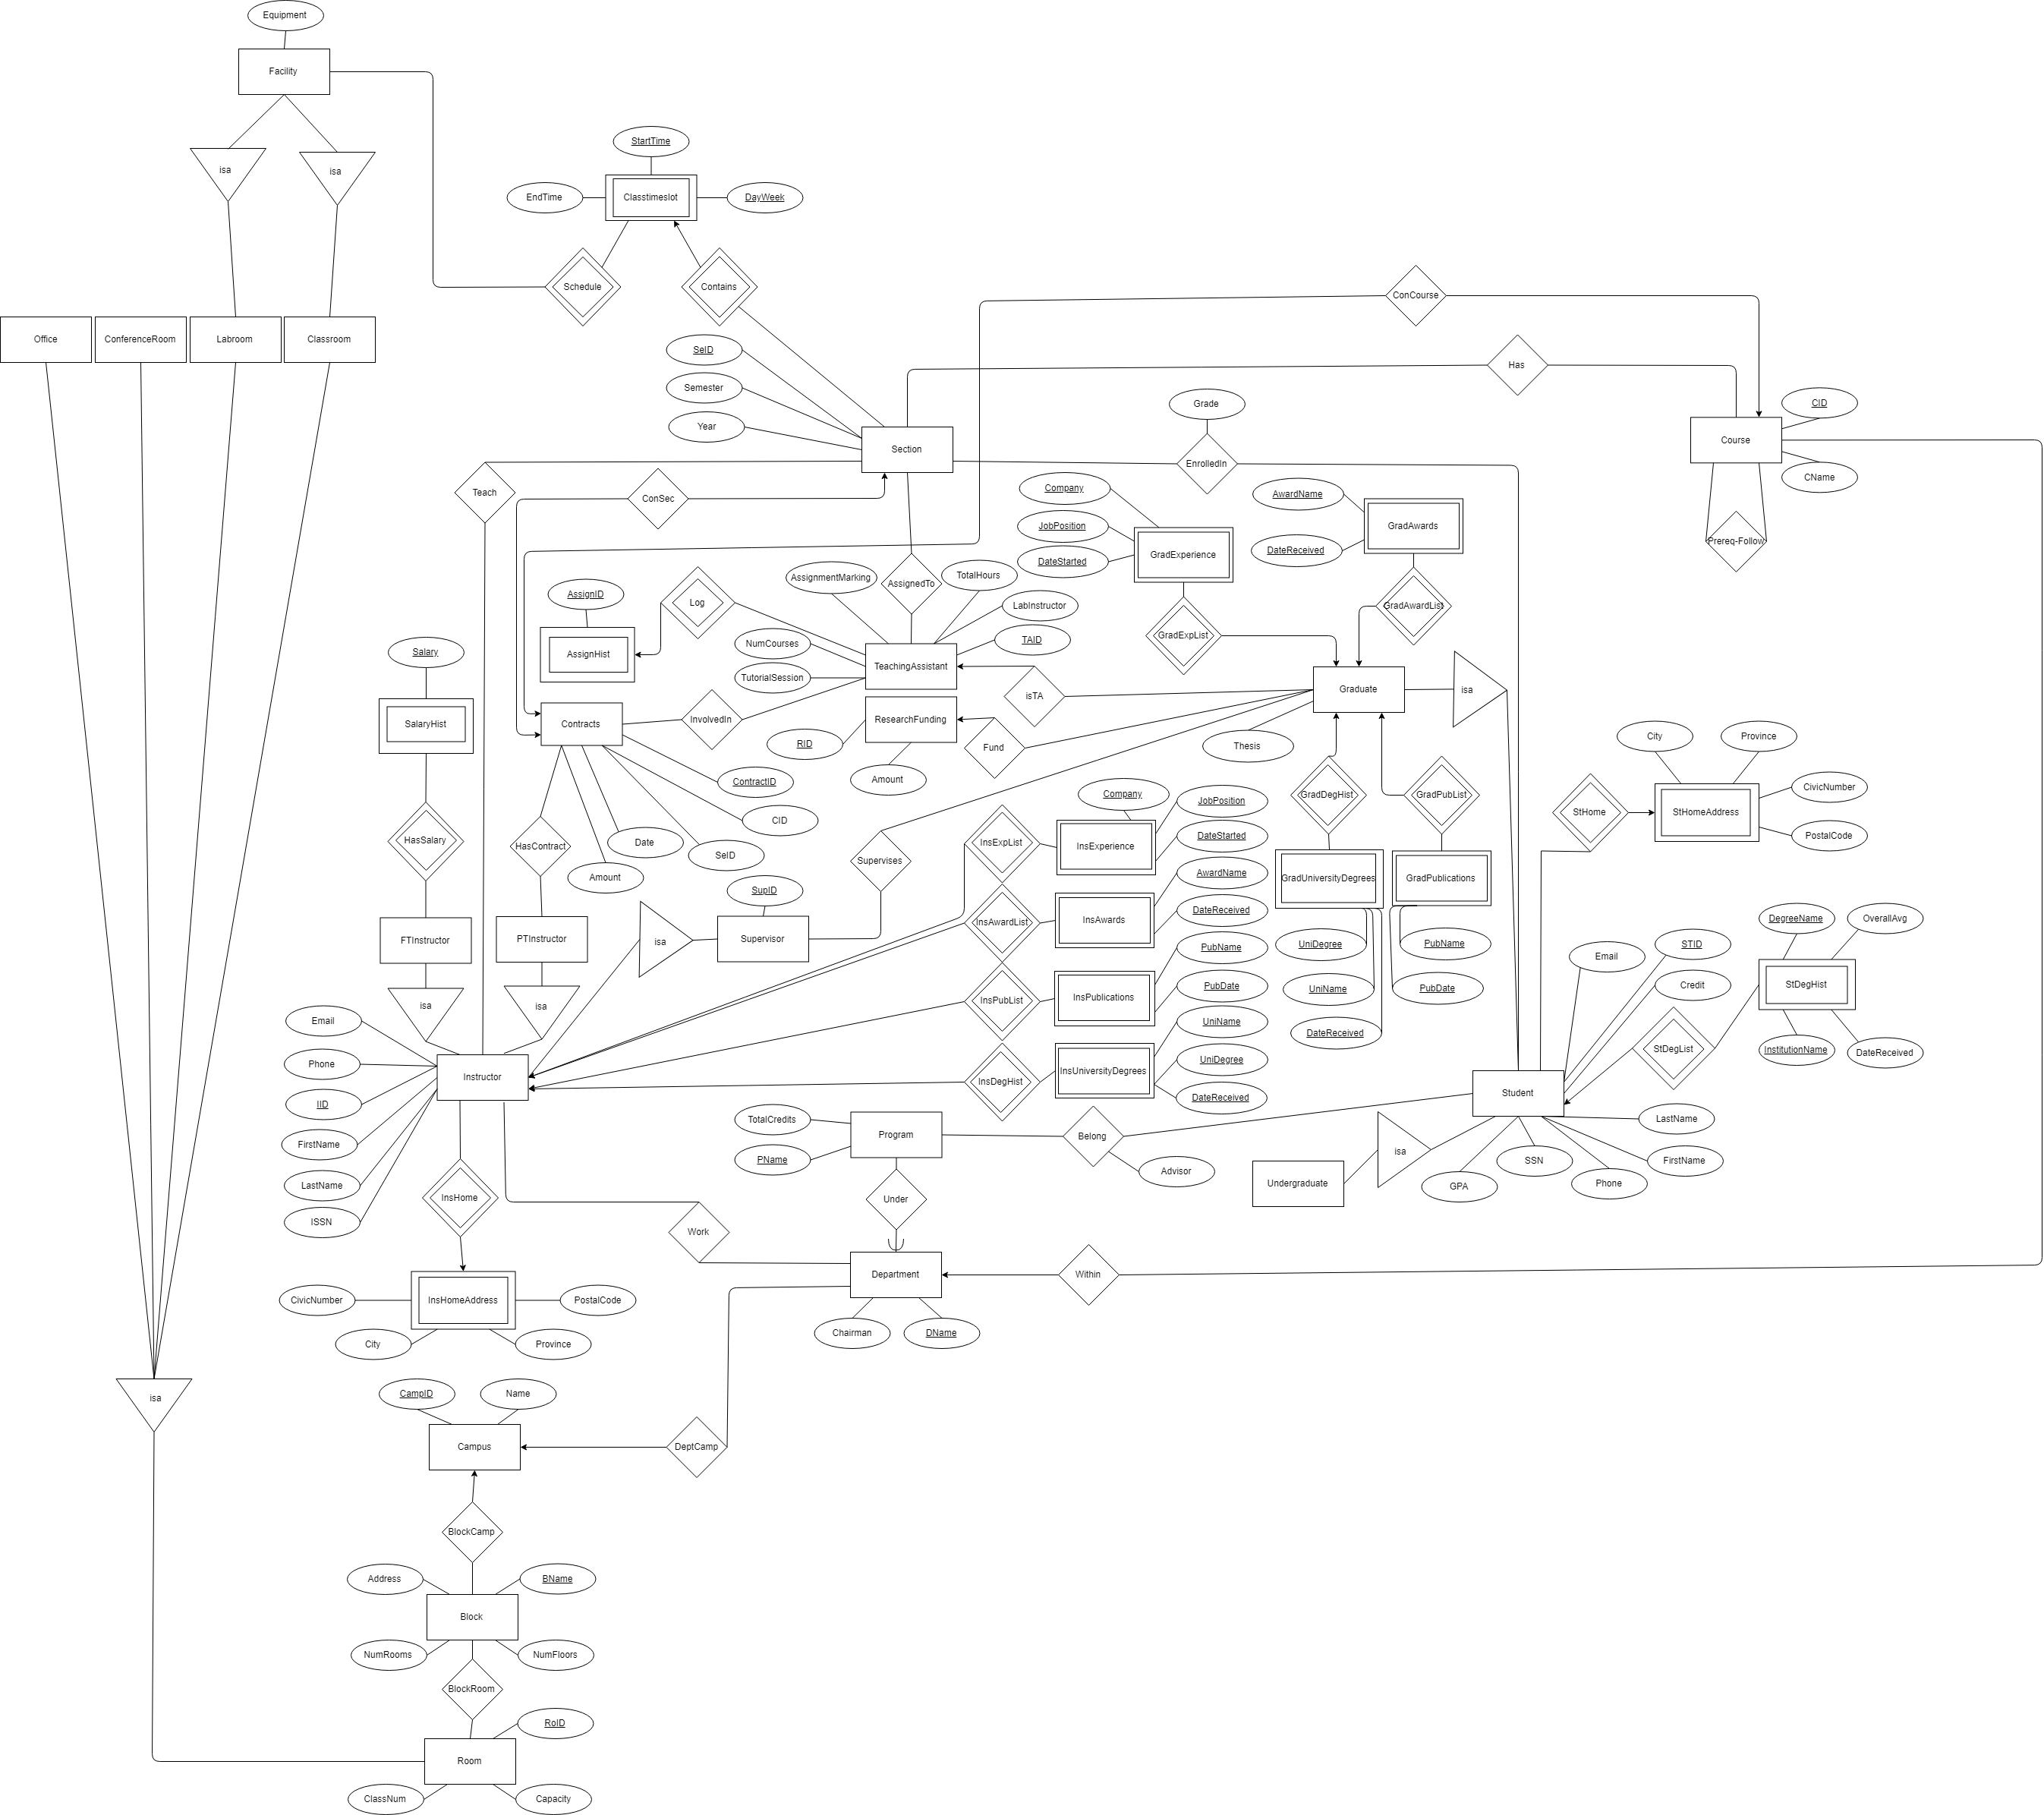 Equipment
Facility
isa
isa
StartTime
EndTime
Classtimeslot
DayWeek
Schedule
Contains
ConCourse
Office
ConferenceRoom
Labroom
Classroom
SeID
Semester
Year
Section
Has
Grade
EnrolledIn
CID
Course
CName
Prereq-Follow
Teach
ConSec
Company
JobPosition
DateStarted
GradExperience
AwardName
DateReceived
GradAwards
AssignmentMarking
AssignedTo
TotalHours
AssignID
Log
LabInstructor
TAID
GradExpList
GradAwardList
AssignHist
NumCourses
TutorialSession
TeachingAssistant
Salary
SalaryHist
Contracts
InvolvedIn
isTA
Graduate
isa
ResearchFunding
RID
Fund
Thesis
Amount
ContractID
CID
City
Province
CivicNumber
PostalCode
StHome
StHomeAddress
GradDegHist
GradPubList
Company
JobPosition
DateStarted
InsExpList
InsExperience
HasSalary
HasContract
Date
SeID
Amount
Supervises
GradUniversityDegrees
GradPublications
SupID
AwardName
DateReceived
InsAwardList
InsAwards
FTInstructor
PTInstructor
isa
Supervisor
UniDegree
PubName
PubName
PubDate
UniName
PubDate
DateReceived
InsPubList
InsPublications
DegreeName
OverallAvg
Email
STID
Credit
StDegHist
InstitutionName
DateReceived
StDegList
isa
isa
Email
Phone
IID
FirstName
LastName
ISSN
Instructor
InsDegHist
InsUniversityDegrees
UniName
UniDegree
DateReceived
Student
TotalCredits
PName
Program
Belong
Advisor
LastName
FirstName
SSN
Phone
GPA
isa
Undergraduate
InsHome
Under
Work
Department
Within
Chairman
DName
CivicNumber
InsHomeAddress
PostalCode
City
Province
isa
CampID
Name
Campus
DeptCamp
BlockCamp
Address
BName
Block
NumRooms
NumFloors
BlockRoom
RoID
Room
ClassNum
Capacity